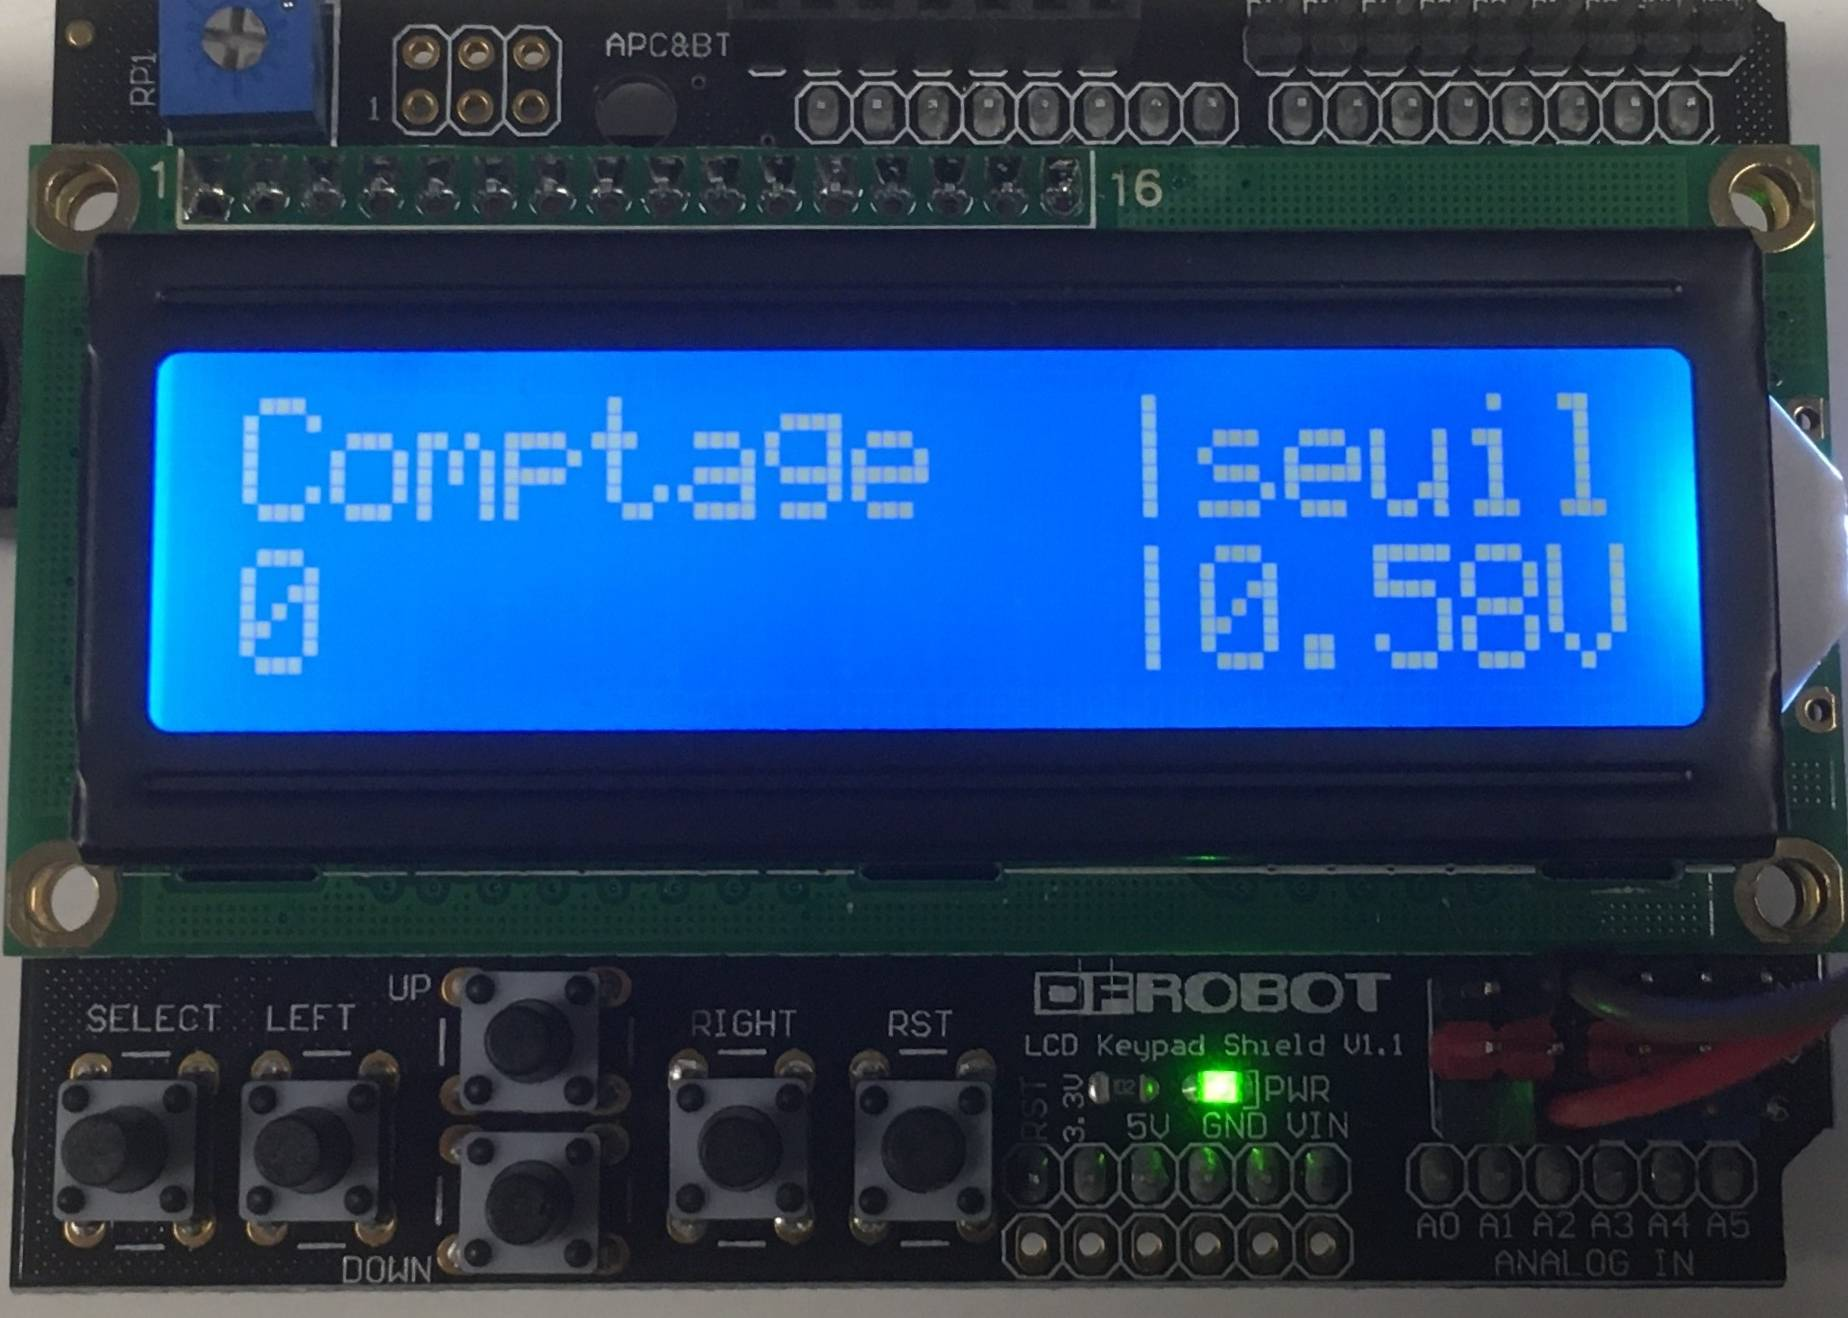 APC&BT
RP1
1
1
16
Comptage |seuil
0 |0.58V
UP
SELECT LEFT RIGHT RST
DOWN
DFROBOT
LCD Keypad Shield V1.1
PWR
RST 3.3V 5V GND VIN
A0 A1 A2 A3 A4 A5
ANALOG IN